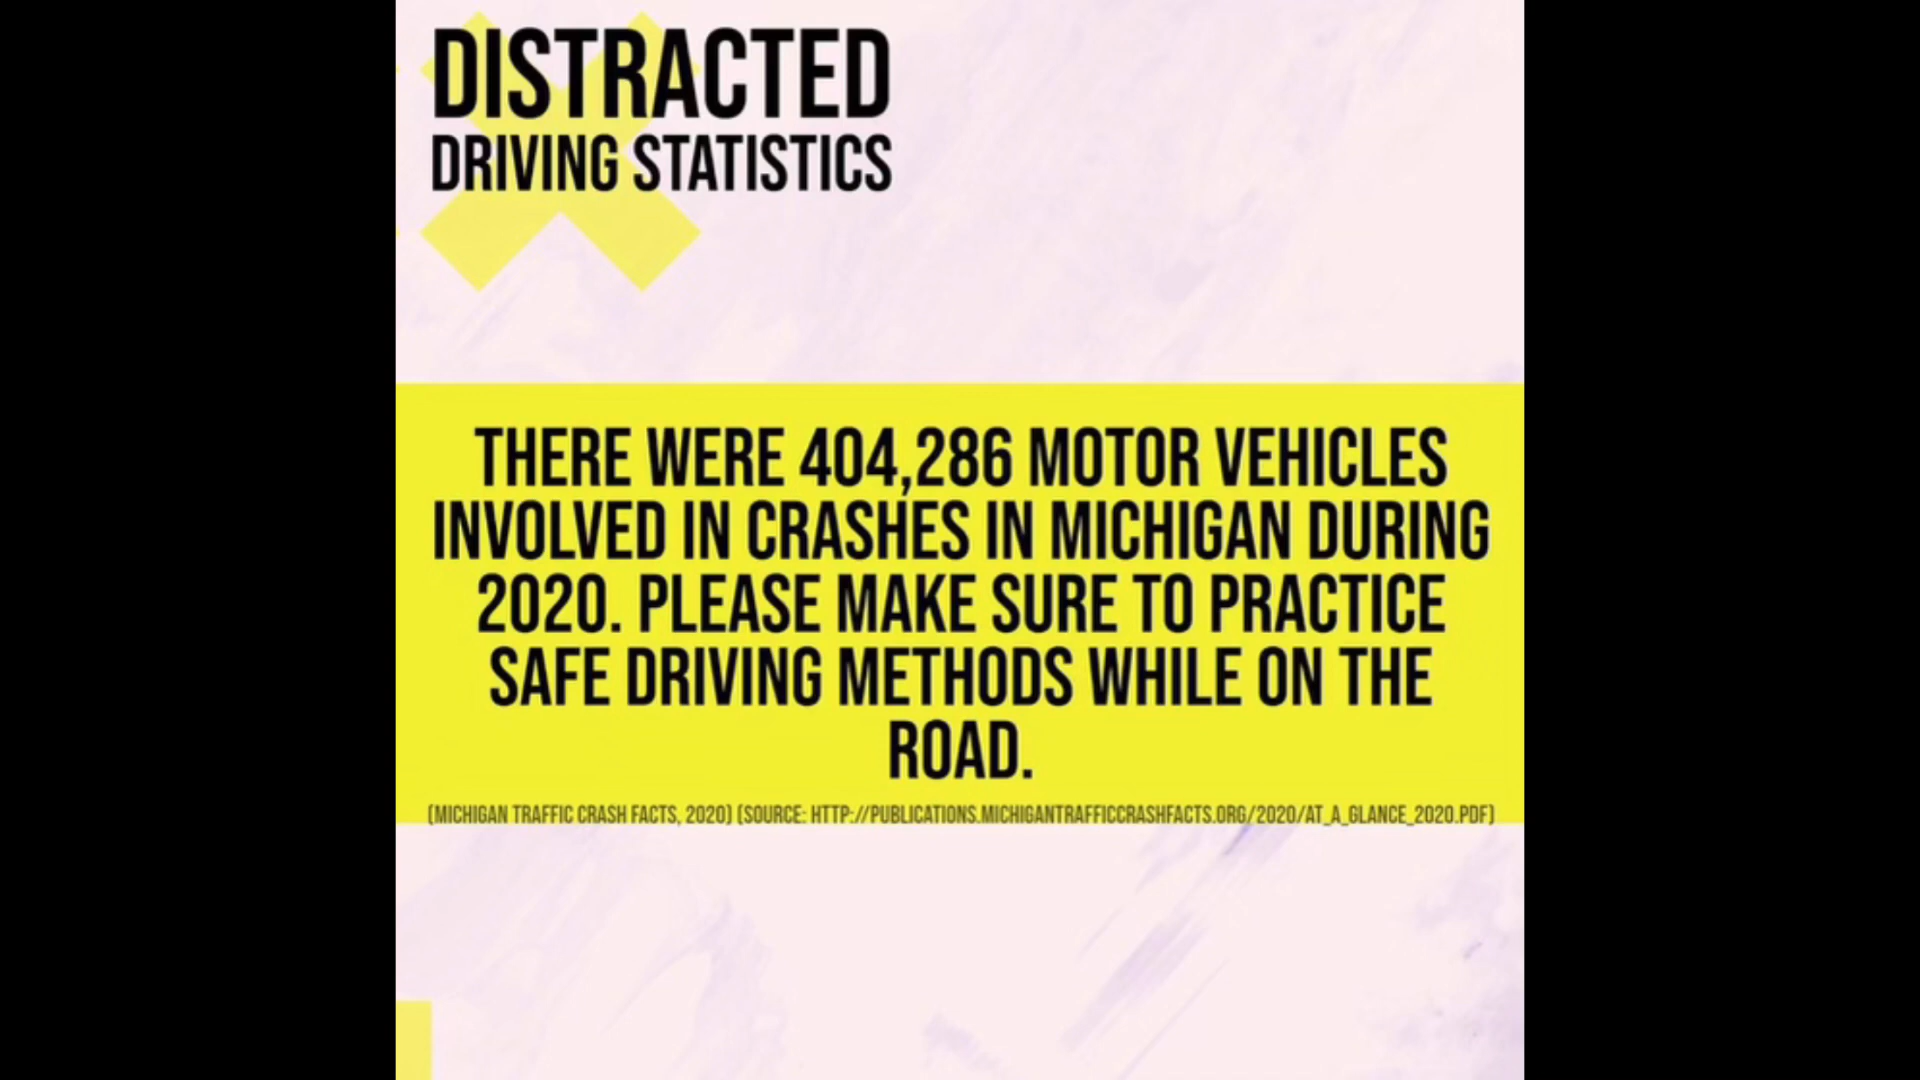 DISTRACTED
DRIVING STATISTICS
THERE WERE 404,286 MOTOR VEHICLES
INVOLVED IN CRASHES IN MICHIGAN DURING
2020. PLEASE MAKE SURE TO PRACTICE
SAFE DRIVING METHODS WHILE ON THE
ROAD.
(MICHIGAN TRAFFIC CRASH FACTS, 2020) (SOURCE: HTTP://PUBLICATIONS.MICHIGANTRAFFICCRASHFACTS.ORG/2020/AT_A_GLANCE_2020.PDF)